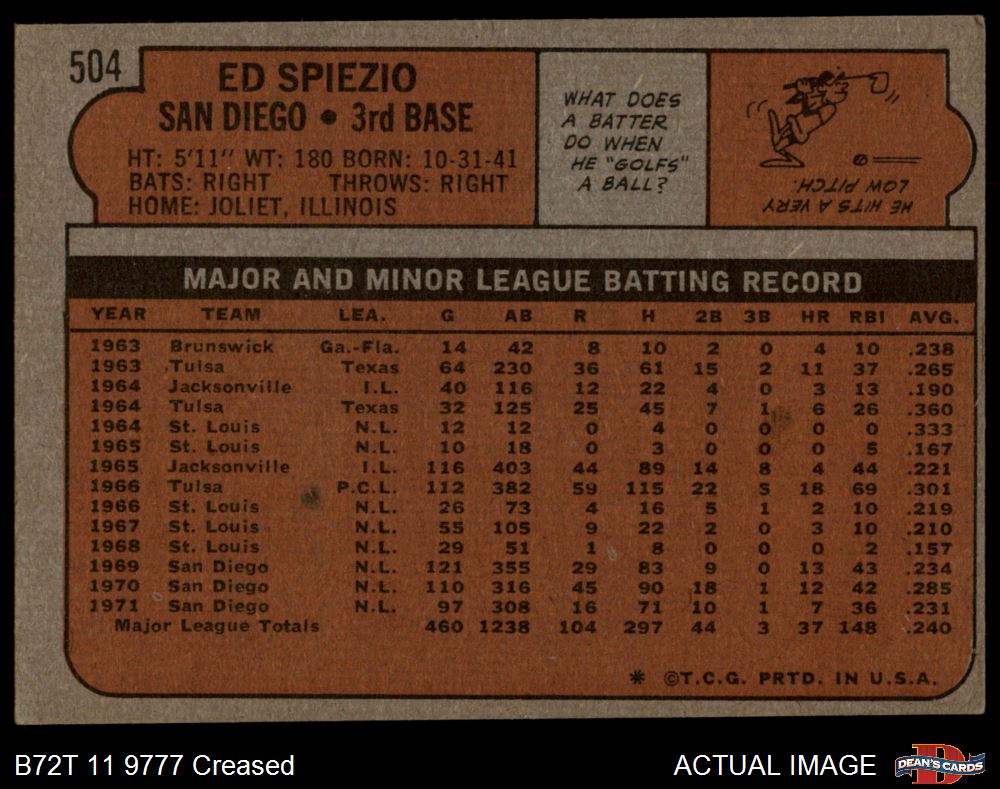 504
ED SPIEZIO
SAN DIEGO • 3rd BASE
HT: 5'11" WT: 180 BORN: 10-31-41
BATS: RIGHT THROWS: RIGHT
HOME: JOLIET, ILLINOIS
WHAT DOES
A BATTER
DO WHEN
HE "GOLFS"
A BALL?
HE HITS A VERY
LOW PITCH.
MAJOR AND MINOR LEAGUE BATTING RECORD
YEAR TEAM LEA. G AB R H 2B 3B HR RBI AVG.
1963 Brunswick Ga.-Fla. 14 42 8 10 2 0 4 10 .238
1963 Tulsa Texas 64 230 36 61 15 2 11 37 .265
1964 Jacksonville I.L. 40 116 12 22 4 0 3 13 .190
1964 Tulsa Texas 32 125 25 45 7 1 6 26 .360
1964 St. Louis N.L. 12 12 0 4 0 0 0 0 .333
1965 St. Louis N.L. 10 18 0 3 0 0 0 5 .167
1965 Jacksonville I.L. 116 403 44 89 14 8 4 44 .221
1966 Tulsa P.C.L. 112 382 59 115 22 5 18 69 .301
1966 St. Louis N.L. 26 73 4 16 5 1 2 10 .219
1967 St. Louis N.L. 55 105 9 22 2 0 3 10 .210
1968 St. Louis N.L. 29 51 1 8 0 0 0 2 .157
1969 San Diego N.L. 121 355 29 83 9 0 13 43 .234
1970 San Diego N.L. 110 316 45 90 18 1 12 42 .285
1971 San Diego N.L. 97 308 16 71 10 1 7 36 .231
Major League Totals 460 1238 104 297 44 3 37 148 .240
* ©T.C.G. PRTD. IN U.S.A.
B72T 11 9777 Creased
ACTUAL IMAGE
DEAN'S CARDS